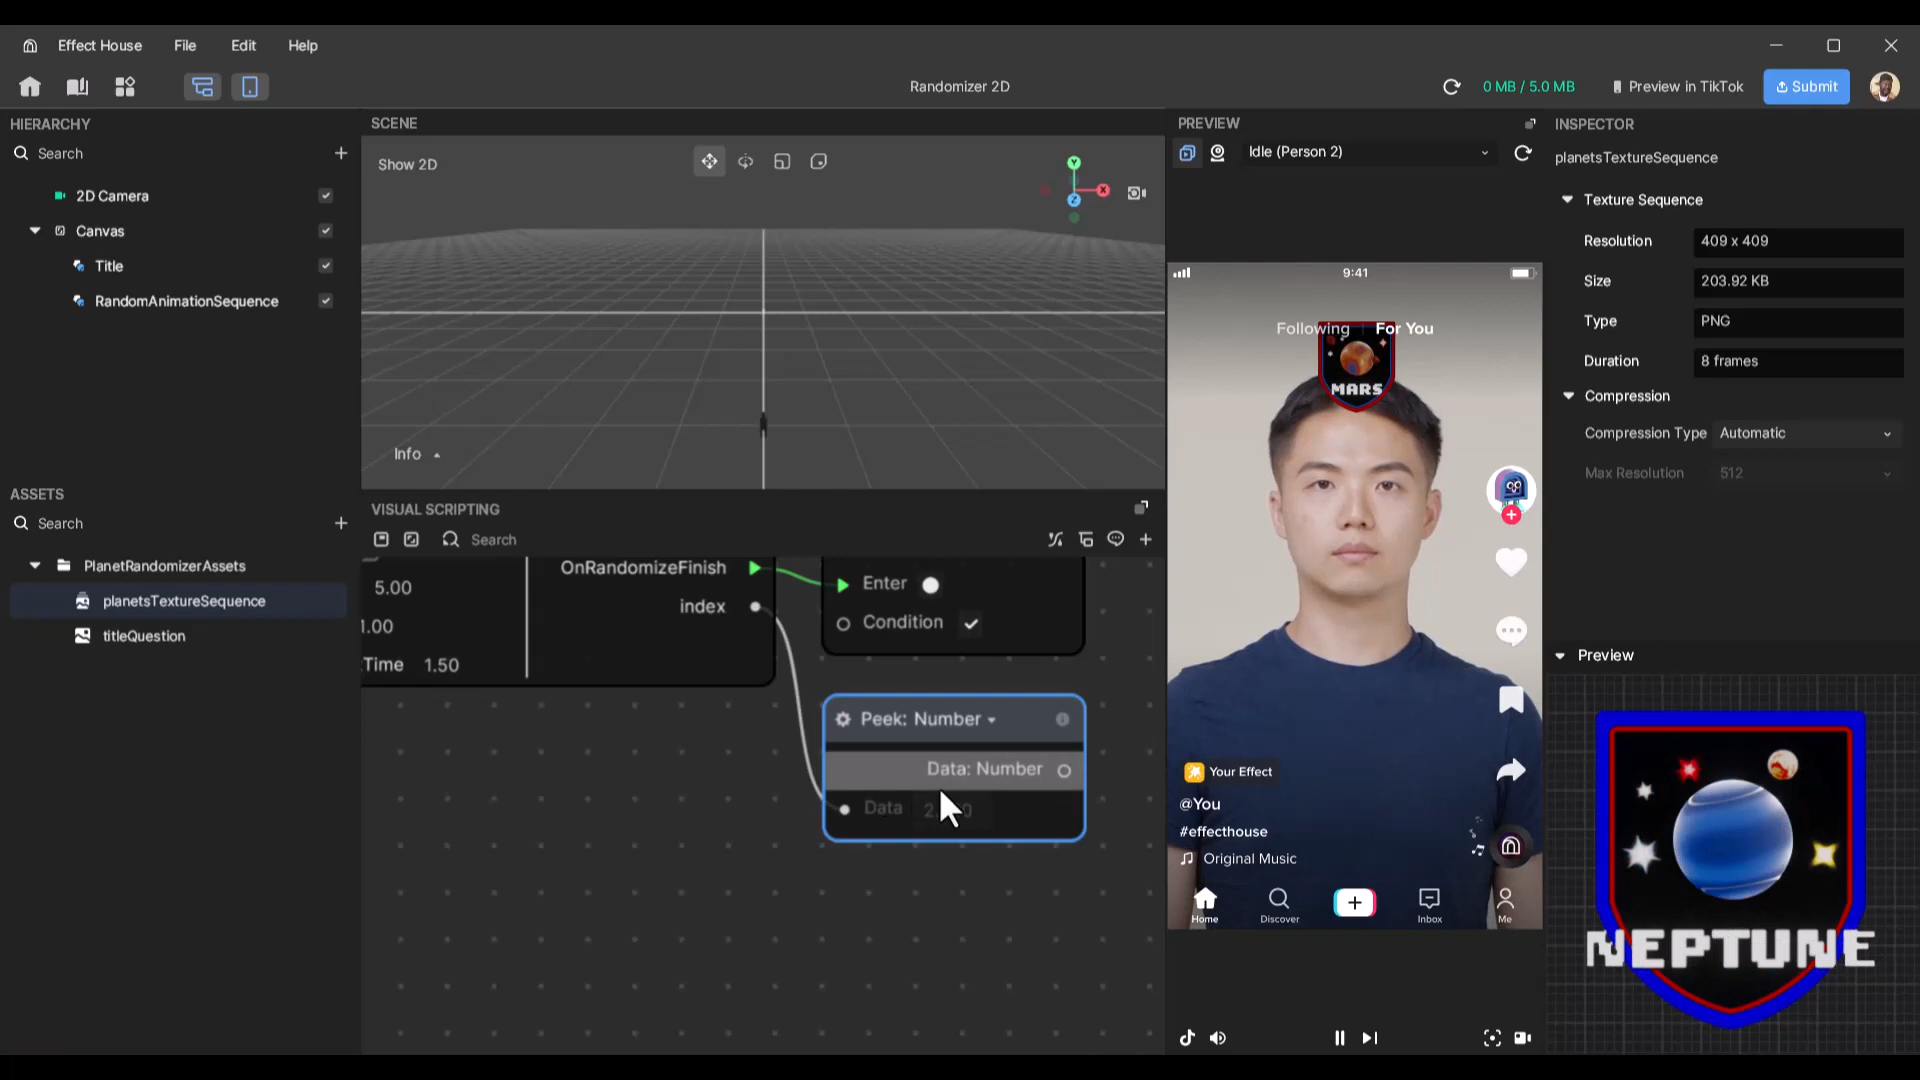 Effect House
File
Edit
Help
Randomizer 2D
0 MB / 5.0 MB
Preview in TikTok
Submit
HIERARCHY
Search
2D Camera
Canvas
Title
RandomAnimationSequence
ASSETS
Search
PlanetRandomizerAssets
planetsTextureSequence
titleQuestion
SCENE
Show 2D
Y
X
Z
Info
VISUAL SCRIPTING
Search
5.00
1.00
Time 1.50
OnRandomizeFinish
index
Enter
Condition
Peek: Number
Data: Number
Data
PREVIEW
Idle (Person 2)
9:41
Following
For You
MARS
Your Effect
@You
#effecthouse
Original Music
Home
Discover
Inbox
Me
INSPECTOR
planetsTextureSequence
Texture Sequence
Resolution 409 x 409
Size 203.92 KB
Type PNG
Duration 8 frames
Compression
Compression Type Automatic
Max Resolution 512
Preview
NEPTUNE